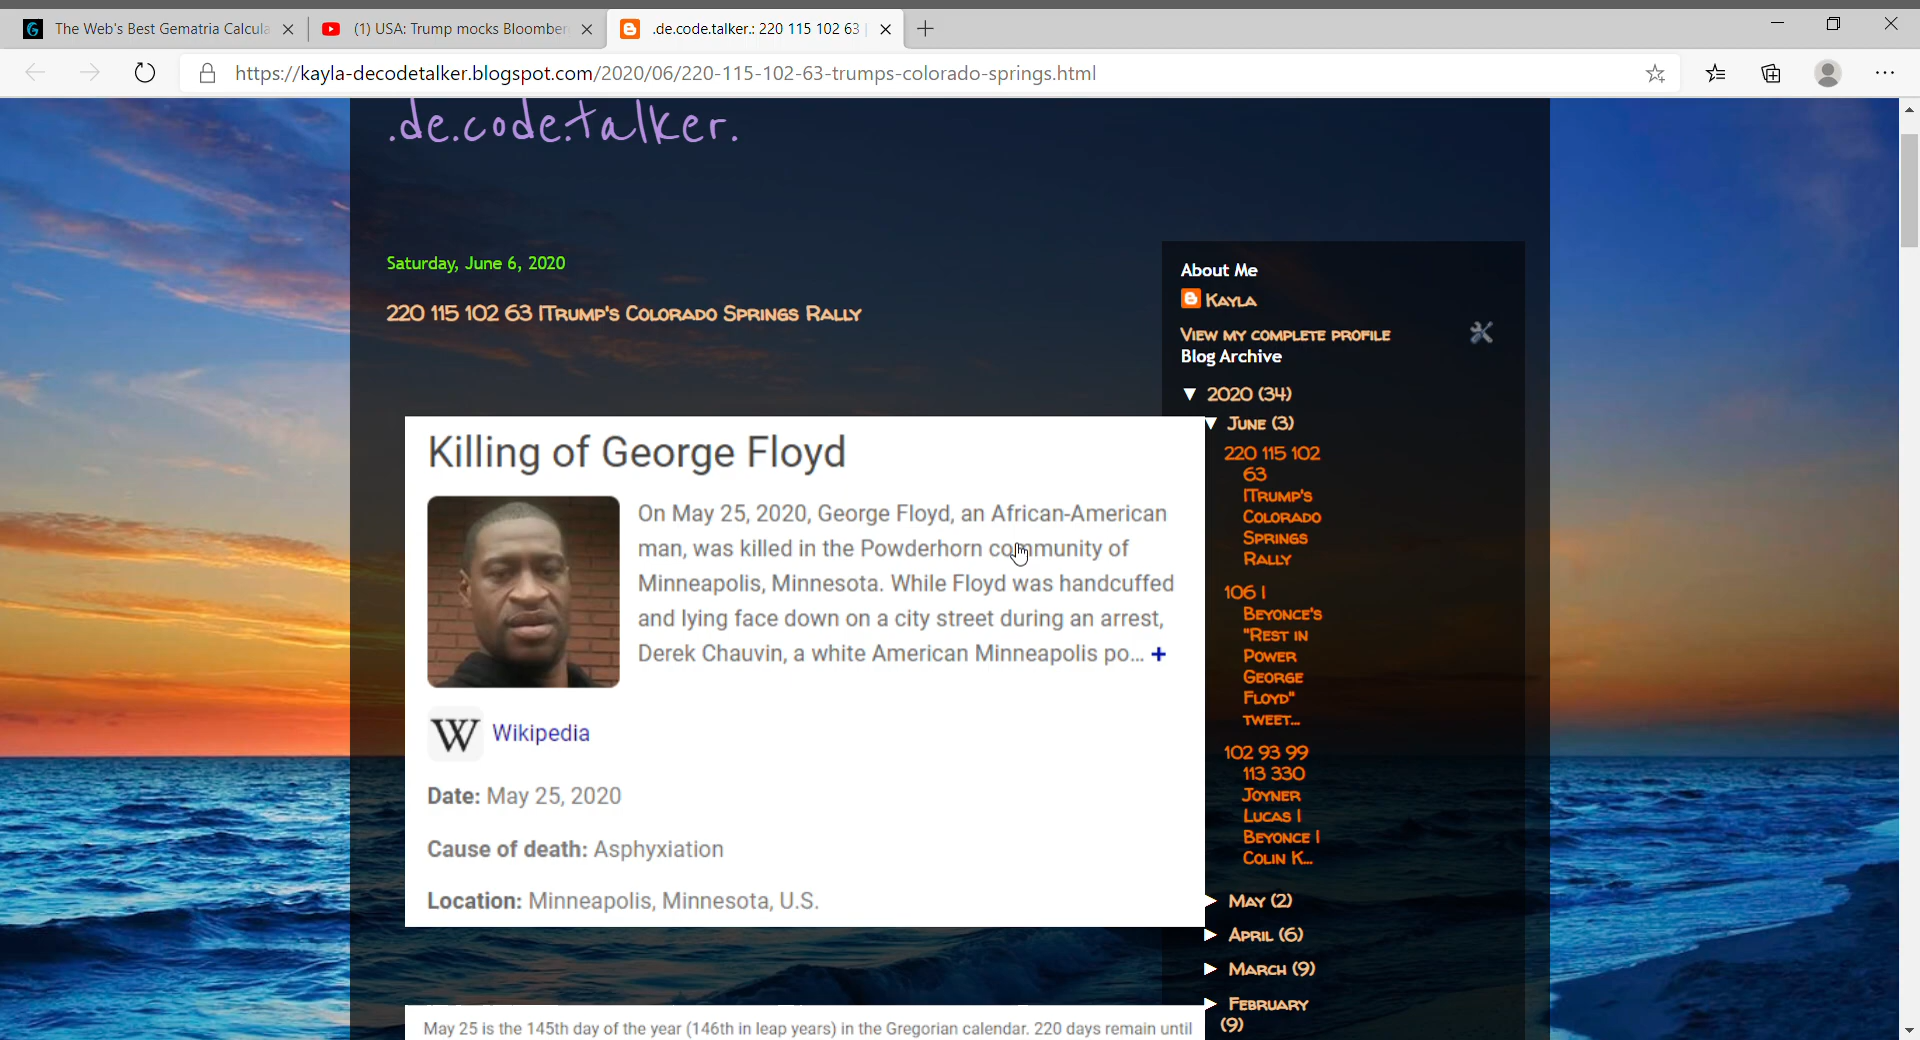 The Web's Best Gematria Calcula
(1) USA: Trump mocks Bloomber
.de.code.talker.: 220 115 102 63
https://kayla-decodetalker.blogspot.com/2020/06/220-115-102-63-trumps-colorado-springs.html
.de.code.talker.
Saturday, June 6, 2020
220 115 102 63 |Trump's Colorado Springs Rally
Killing of George Floyd
On May 25, 2020, George Floyd, an African-American
man, was killed in the Powderhorn community of
Minneapolis, Minnesota. While Floyd was handcuffed
and lying face down on a city street during an arrest,
Derek Chauvin, a white American Minneapolis po... +
W Wikipedia
Date: May 25, 2020
Cause of death: Asphyxiation
Location: Minneapolis, Minnesota, U.S.
May 25 is the 145th day of the year (146th in leap years) in the Gregorian calendar. 220 days remain until
About Me
Kayla
View my complete profile
Blog Archive
▼ 2020 (34)
▼ June (3)
220 115 102
63
|Trump's
Colorado
Springs
Rally
106 |
Beyonce's
"Rest in
Power
George
Floyd"
tweet...
102 93 99
113 330
Joyner
Lucas |
Beyonce |
Colin K...
► May (2)
► April (6)
► March (9)
► February
(9)